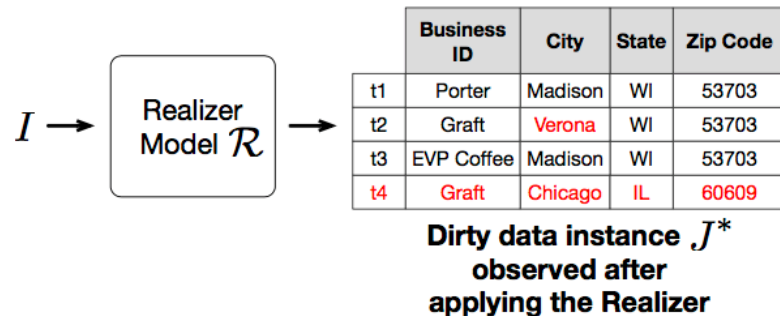 Business ID City State Zip Code
t1 Porter Madison WI 53703
t2 Graft Verona WI 53703
t3 EVP Coffee Madison WI 53703
t4 Graft Chicago IL 60609
I
Realizer
Model R
Dirty data instance J*
observed after
applying the Realizer